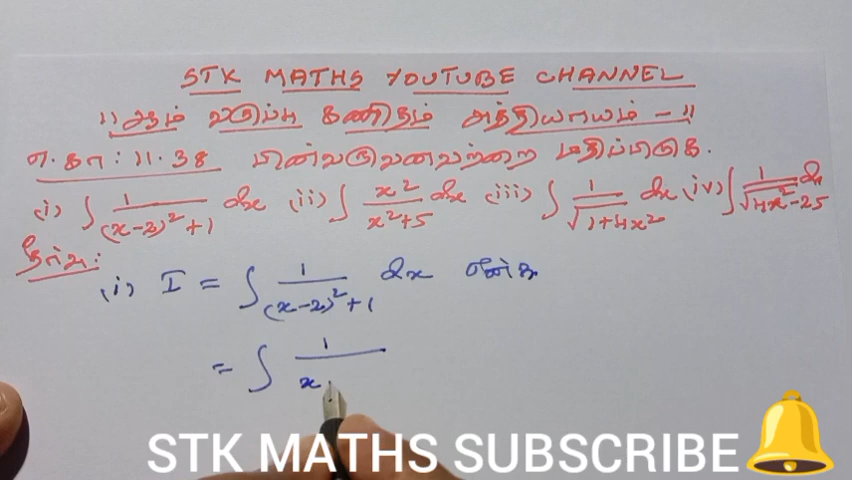 STK MATHS YOUTUBE CHANNEL
11 ஆம் வகுப்பு கணிதம் அத்தியாயம் - 11
எ.கா: 11.38 பின்வருவனவற்றை மதிப்பிடுக.
(i) ∫ 1/((x-2)²+1) dx (ii) ∫ x²/(x²+5) dx (iii) ∫ 1/√(1+4x²) dx (iv) ∫ 1/√(4x²-25) dx
தீர்வு:
(i) I = ∫ 1/((x-2)²+1) dx என்க
= ∫ 1/x
STK MATHS SUBSCRIBE